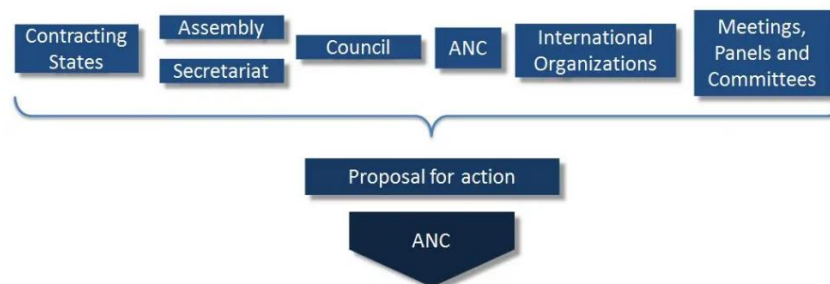 Contracting
States
Assembly
Secretariat
Council
ANC
International
Organizations
Meetings,
Panels and
Committees
Proposal for action
ANC